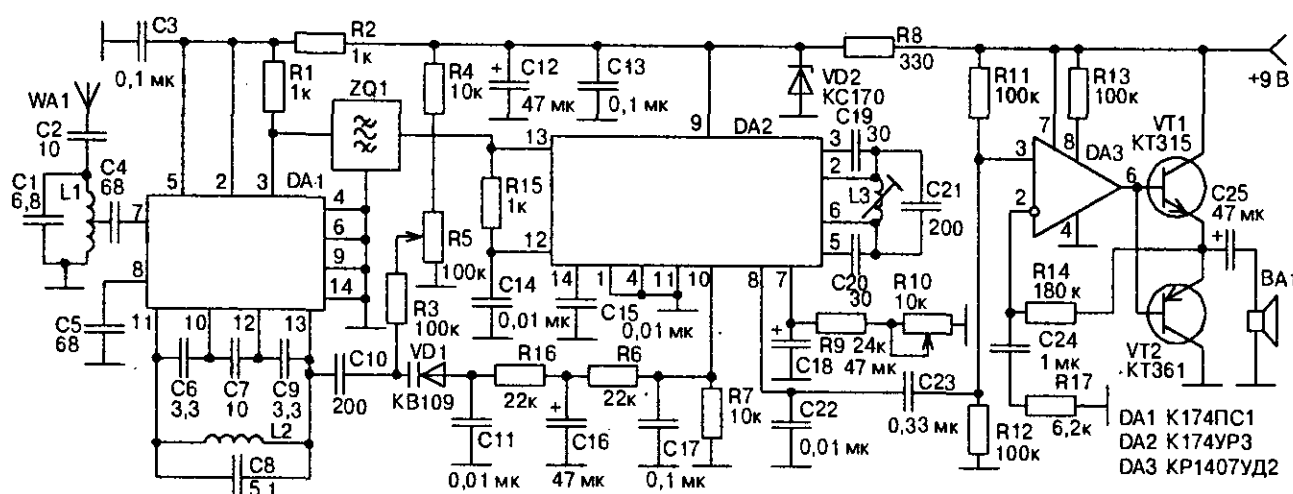 C3
0,1 мк
WA1
C2
10
C1
6,8
L1
C4
68
7
8
C5
68
5
2
3
DA1
4
6
9
14
11
10
12
13
R2
1к
R1
1к
ZQ1
C6
3,3
C7
10
C9
3,3
L2
C8
5,1
C10
200
R4
10к
R5
100к
R3
100к
VD1
КВ109
C11
0,01 мк
R16
22к
+
C16
47 мк
R6
22к
C17
0,1 мк
R7
10к
+
C12
47 мк
C13
0,1 мк
R15
1к
C14
0,01 мк
C15
0,01 мк
13
12
14
1
4
11
10
8
7
9
DA2
3
2
6
5
VD2
КС170
R8
330
C19
30
L3
C21
200
C20
30
R10
10к
R9
24к
+
C18
47 мк
C22
0,01 мк
C23
0,33 мк
R11
100к
R12
100к
3
2
7
8
DA3
6
4
R13
100к
R14
180 к
C24
1 мк
R17
6,2к
VT1
КТ315
VT2
КТ361
C25
47 мк
+
BA1
+9 В
DA1 К174ПС1
DA2 К174УР3
DA3 КР1407УД2